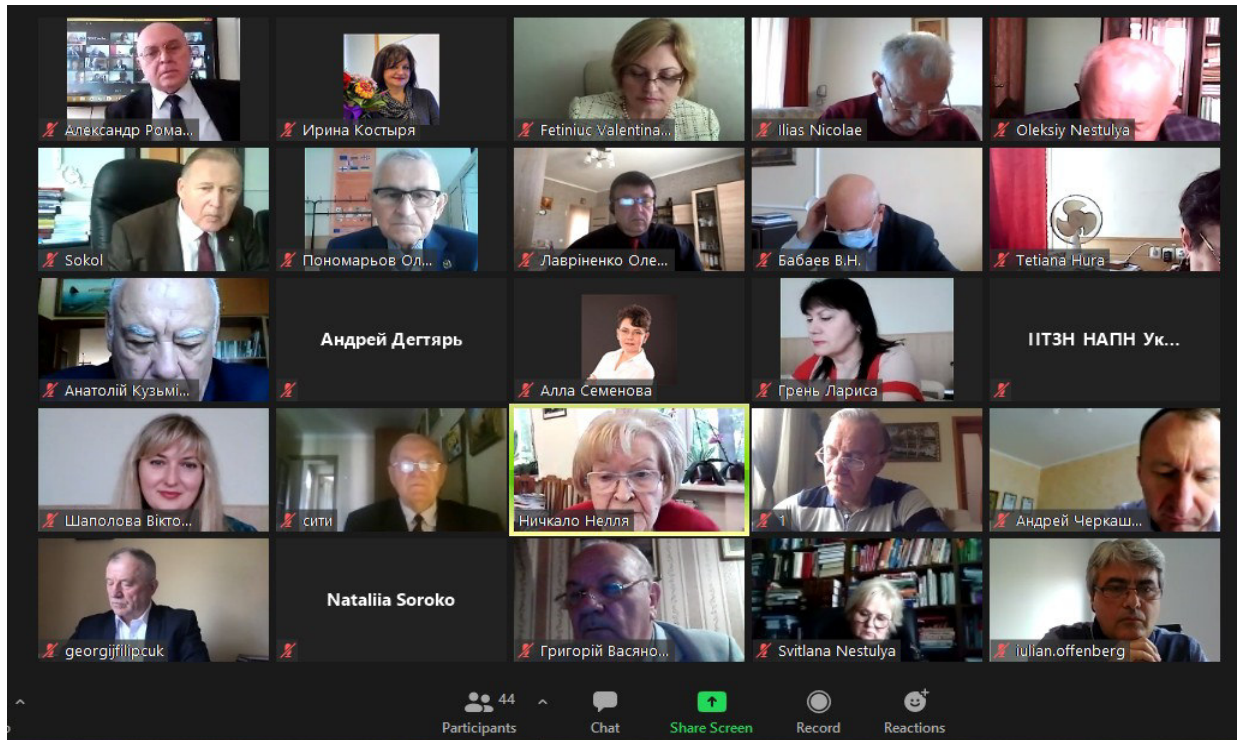 Александр Рома...
Ирина Костыря
Fetiniuc Valentina...
Ilias Nicolae
Oleksiy Nestulya
Sokol
Пономарьов Ол...
Лавріненко Оле...
Бабаев В.Н.
Tetiana Hura
Анатолій Кузьмі...
Андрей Дегтярь
Алла Семенова
Грень Лариса
ІІТЗН НАПН Ук...
Шаполова Вікто...
сити
Ничкало Нелля
1
Андрей Черкаш...
georgijfilipcuk
Nataliia Soroko
Григорій Васяно...
Svitlana Nestulya
iulian.offenberg
44
Participants
Chat
Share Screen
Record
Reactions